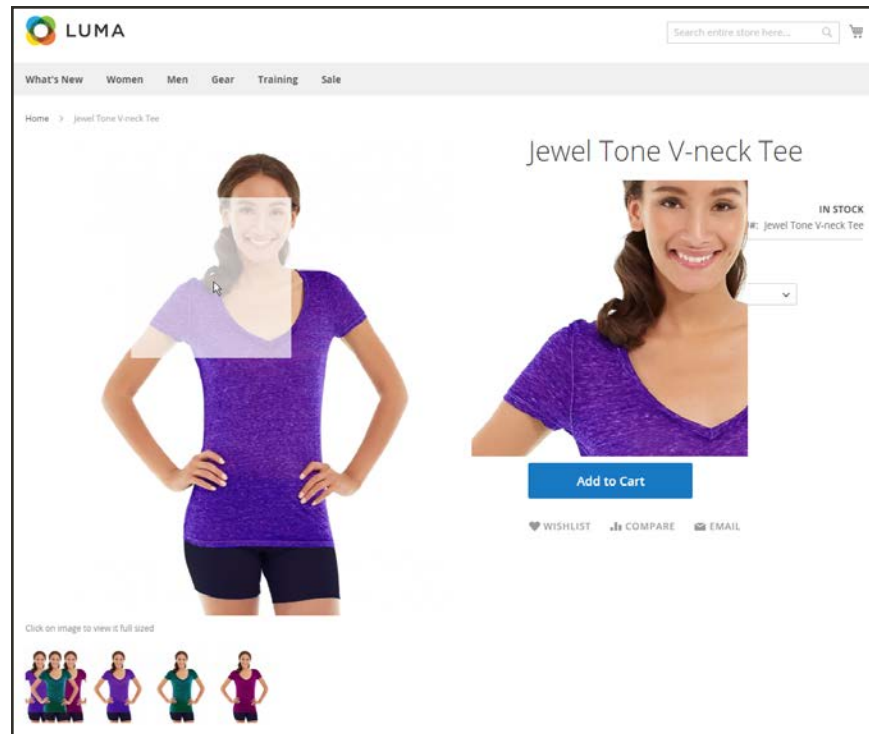 LUMA
Search entire store here...
What's New Women Men Gear Training Sale
Home > Jewel Tone V-neck Tee
Jewel Tone V-neck Tee
IN STOCK
#: Jewel Tone V-neck Tee
Add to Cart
WISHLIST COMPARE EMAIL
Click on image to view it full sized